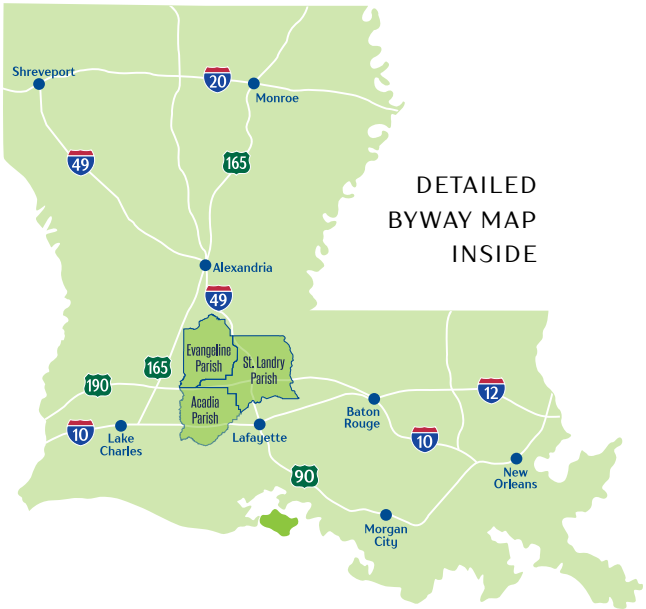 Shreveport
20
Monroe
49
165
DETAILED
BYWAY MAP
INSIDE
Alexandria
49
Evangeline
Parish
St. Landry
Parish
165
190
Acadia
Parish
12
Baton
Rouge
10
Lake
Charles
Lafayette
10
New
Orleans
90
Morgan
City